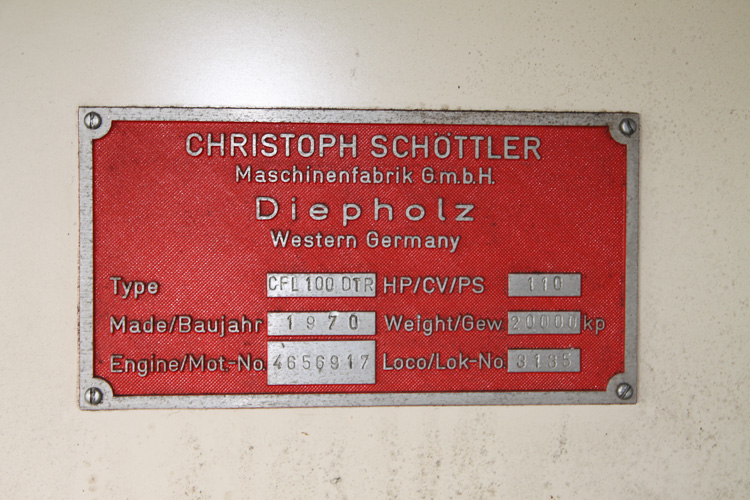 CHRISTOPH SCHÖTTLER
Maschinenfabrik G.m.b.H.
Diepholz
Western Germany
Type CFL 100 DTR HP/CV/PS 110
Made/Baujahr 1970 Weight/Gew 20000 kp
Engine/Mot.-No. 4656917 Loco/Lok-No.